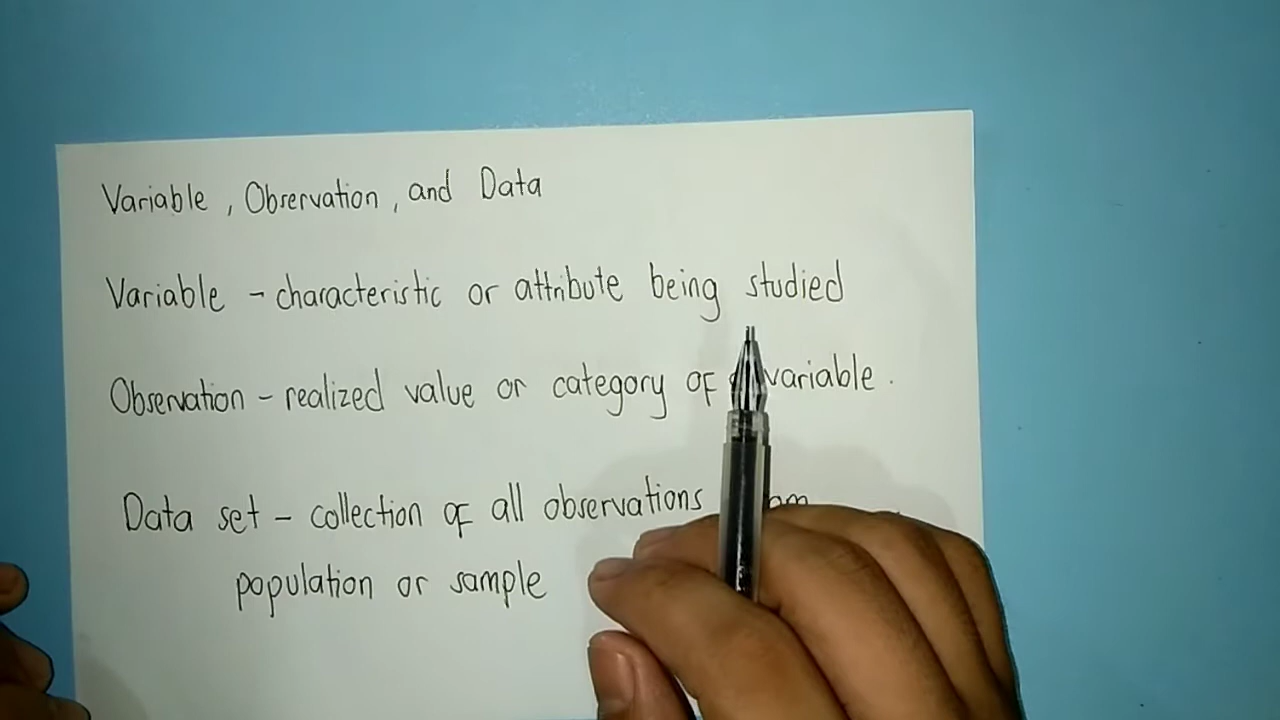 Variable, Observation, and Data
Variable - characteristic or attribute being studied
Observation - realized value or category of variable.
Data set - collection of all observations
population or sample